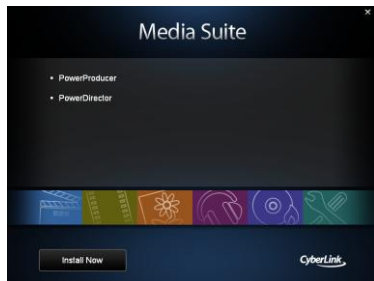 Media Suite
• PowerProducer
• PowerDirector
Install Now
CyberLink